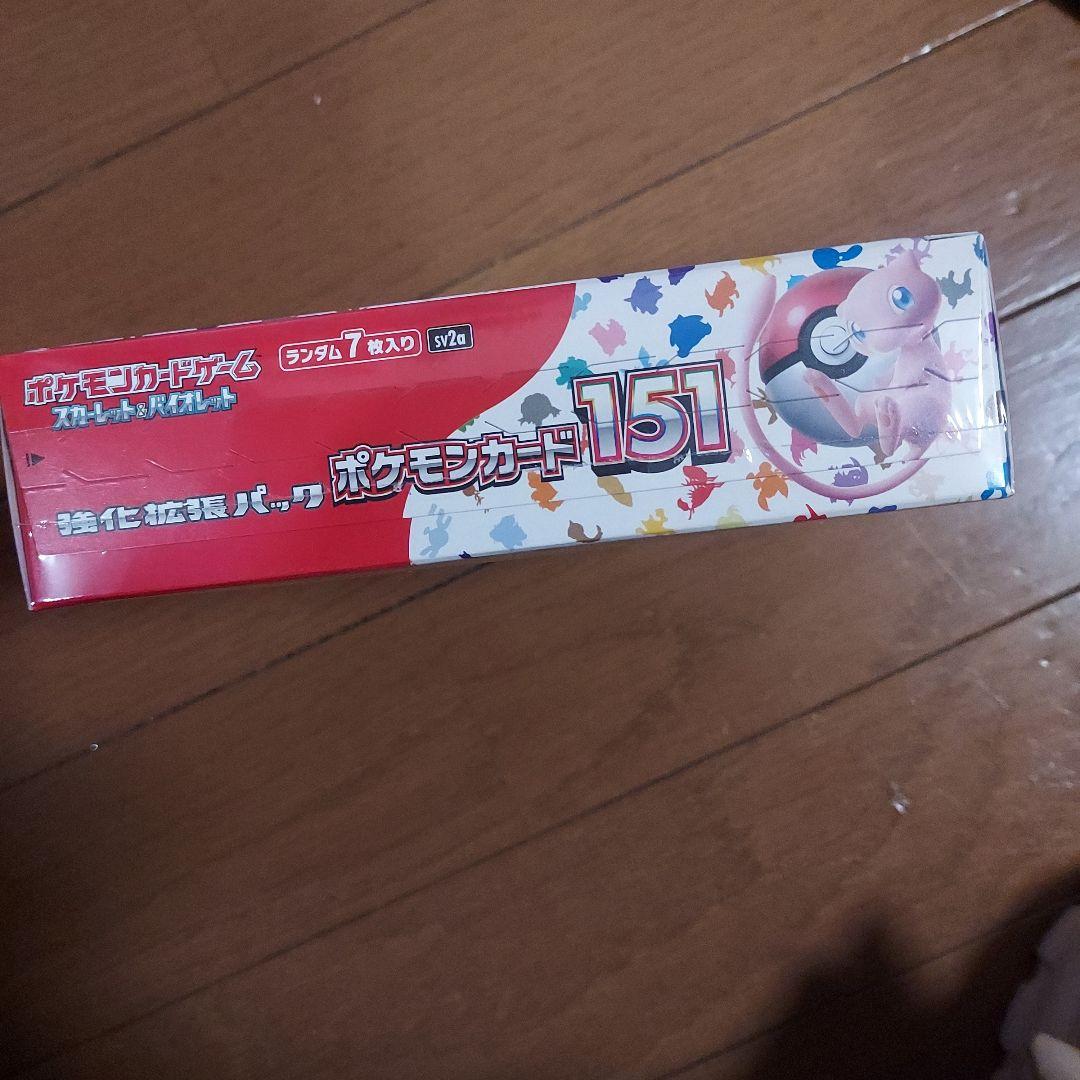 ポケモンカードゲーム
スカーレット&バイオレット
ランダム7枚入り
sv2a
強化拡張パック
ポケモンカード151